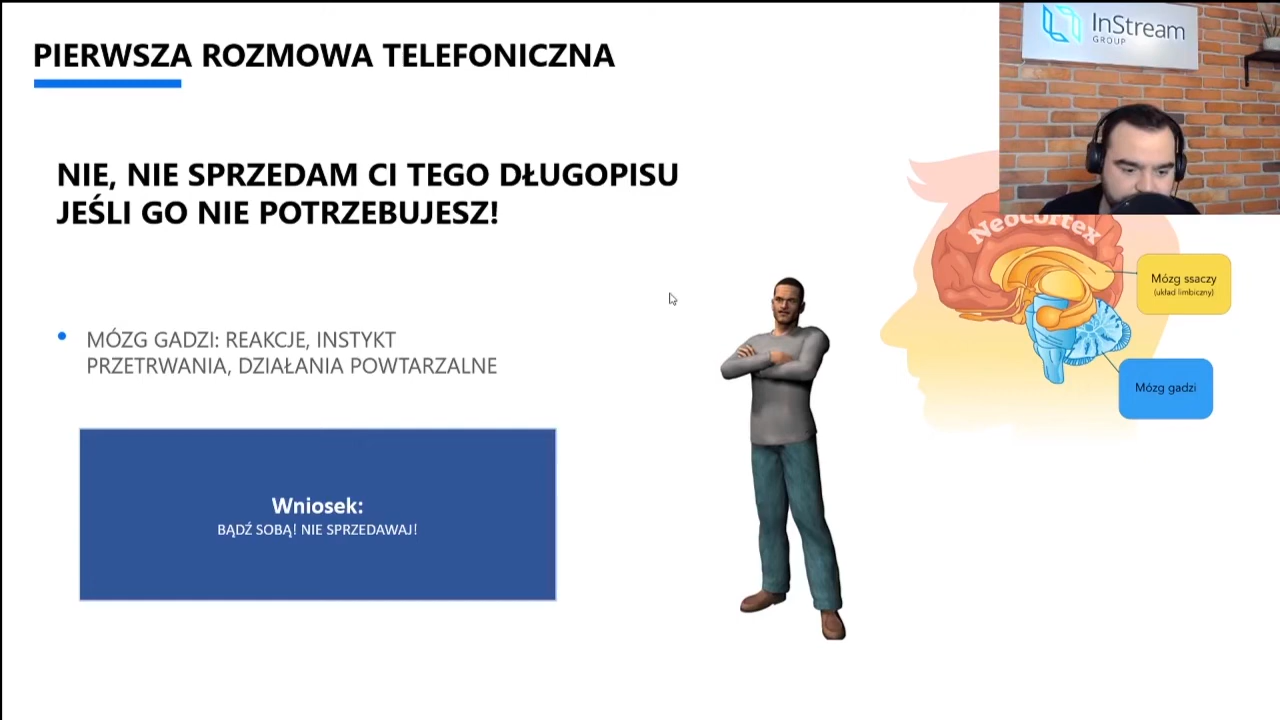 PIERWSZA ROZMOWA TELEFONICZNA
InStream
GROUP
NIE, NIE SPRZEDAM CI TEGO DŁUGOPISU
JEŚLI GO NIE POTRZEBUJESZ!
Neocortex
Mózg ssaczy
(układ limbiczny)
MÓZG GADZI: REAKCJE, INSTYKT
PRZETRWANIA, DZIAŁANIA POWTARZALNE
Mózg gadzi
Wniosek:
BĄDŹ SOBĄ! NIE SPRZEDAWAJ!